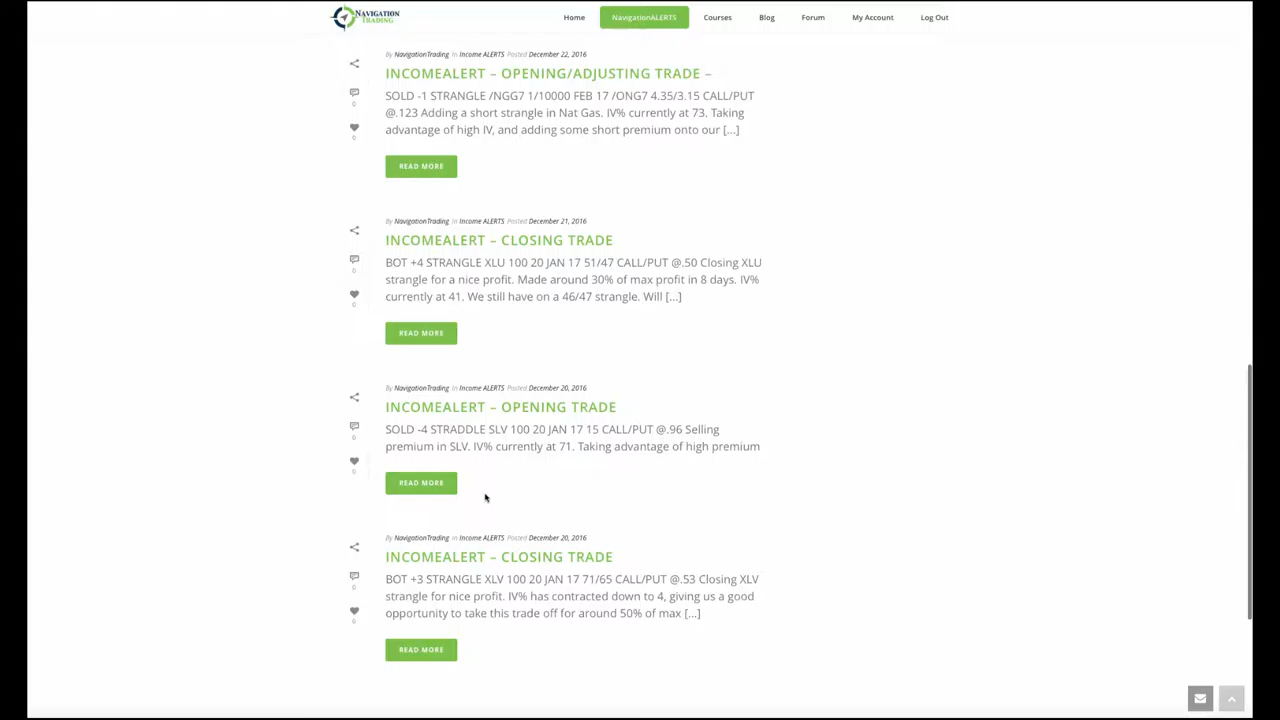 NAVIGATION
TRADING
Home
NavigationALERTS
Courses
Blog
Forum
My Account
Log Out
By NavigationTrading In Income ALERTS Posted December 22, 2016
INCOMEALERT – OPENING/ADJUSTING TRADE –
0
SOLD -1 STRANGLE /NGG7 1/10000 FEB 17 /ONG7 4.35/3.15 CALL/PUT
@.123 Adding a short strangle in Nat Gas. IV% currently at 73. Taking
advantage of high IV, and adding some short premium onto our [...]
0
READ MORE
By NavigationTrading In Income ALERTS Posted December 21, 2016
INCOMEALERT – CLOSING TRADE
0
BOT +4 STRANGLE XLU 100 20 JAN 17 51/47 CALL/PUT @.50 Closing XLU
strangle for a nice profit. Made around 30% of max profit in 8 days. IV%
currently at 41. We still have on a 46/47 strangle. Will [...]
0
READ MORE
By NavigationTrading In Income ALERTS Posted December 20, 2016
INCOMEALERT – OPENING TRADE
0
SOLD -4 STRADDLE SLV 100 20 JAN 17 15 CALL/PUT @.96 Selling
premium in SLV. IV% currently at 71. Taking advantage of high premium
0
READ MORE
By NavigationTrading In Income ALERTS Posted December 20, 2016
INCOMEALERT – CLOSING TRADE
0
BOT +3 STRANGLE XLV 100 20 JAN 17 71/65 CALL/PUT @.53 Closing XLV
strangle for nice profit. IV% has contracted down to 4, giving us a good
opportunity to take this trade off for around 50% of max [...]
0
READ MORE